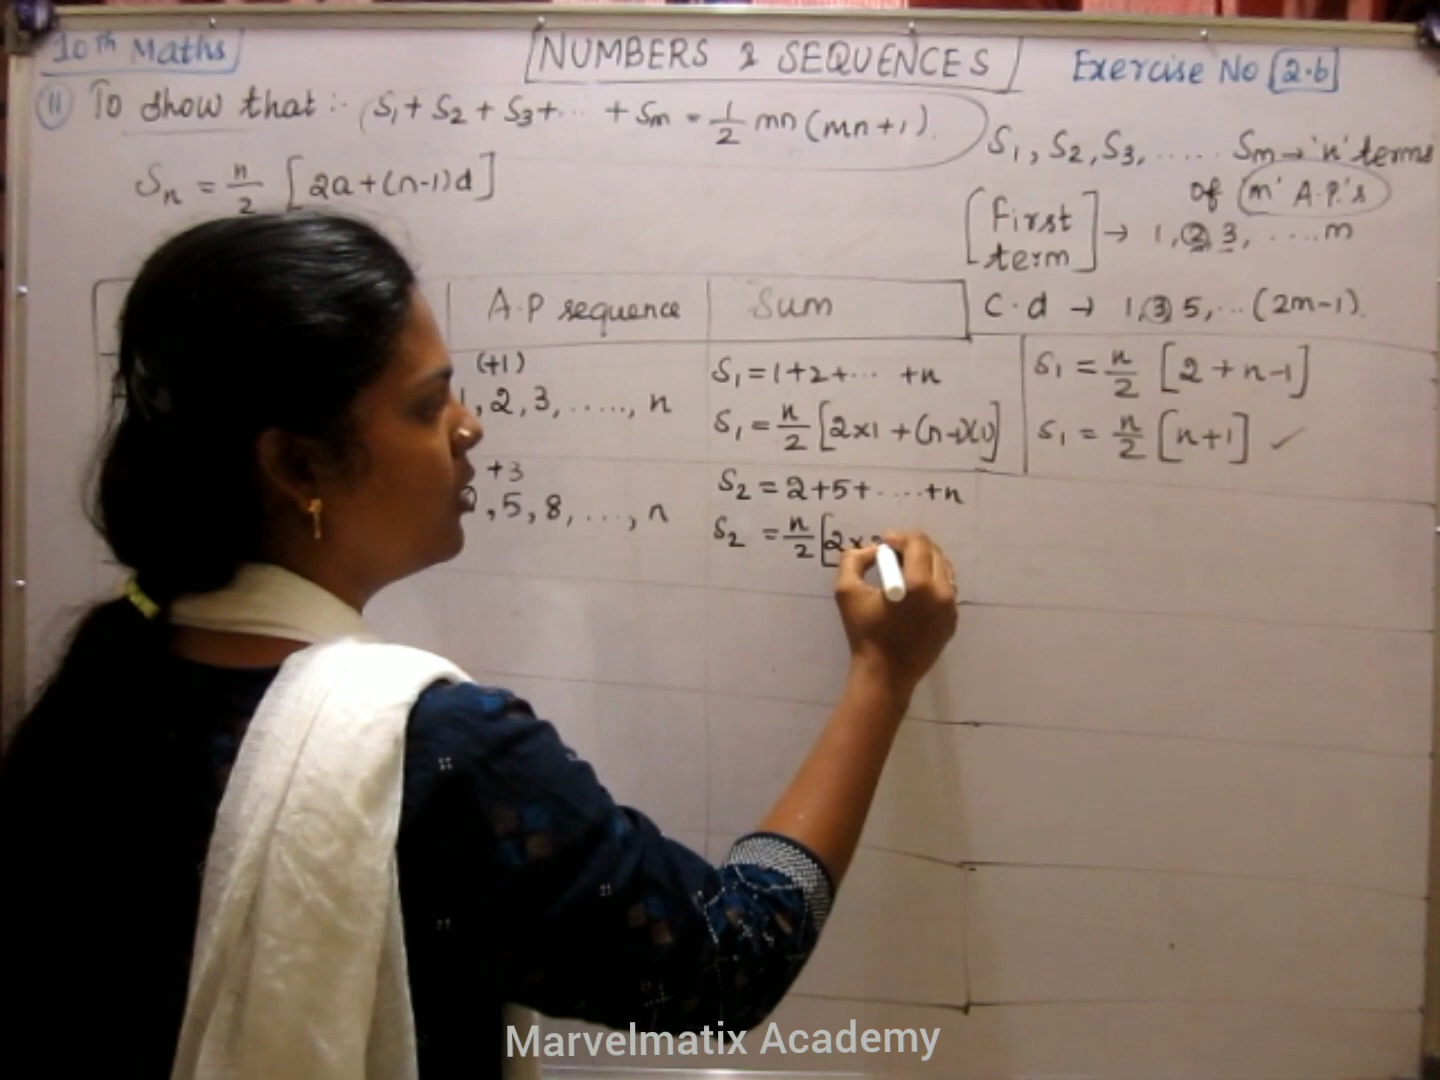 10th Maths
NUMBERS & SEQUENCES
Exercise No 2.6
11 To show that :- S₁ + S₂ + S₃ + ... + Sm = 1/2 mn (mn+1).
Sn = n/2 [2a+(n-1)d]
S₁, S₂, S₃, ...... Sm → 'n' terms
of 'm' A.P.'s
[First term] → 1, 2, 3, .....m
C.d → 1, 3, 5, ... (2m-1).
A.P sequence
Sum
(+1)
1, 2, 3, ....., n
S₁ = 1+2+... +n
S₁ = n/2 [2×1 + (n-1)(1)]
S₁ = n/2 [2 + n-1]
S₁ = n/2 [n+1] ✓
+3
, 5, 8, ..., n
S₂ = 2+5+.....+n
S₂ = n/2 [2×
Marvelmatix Academy